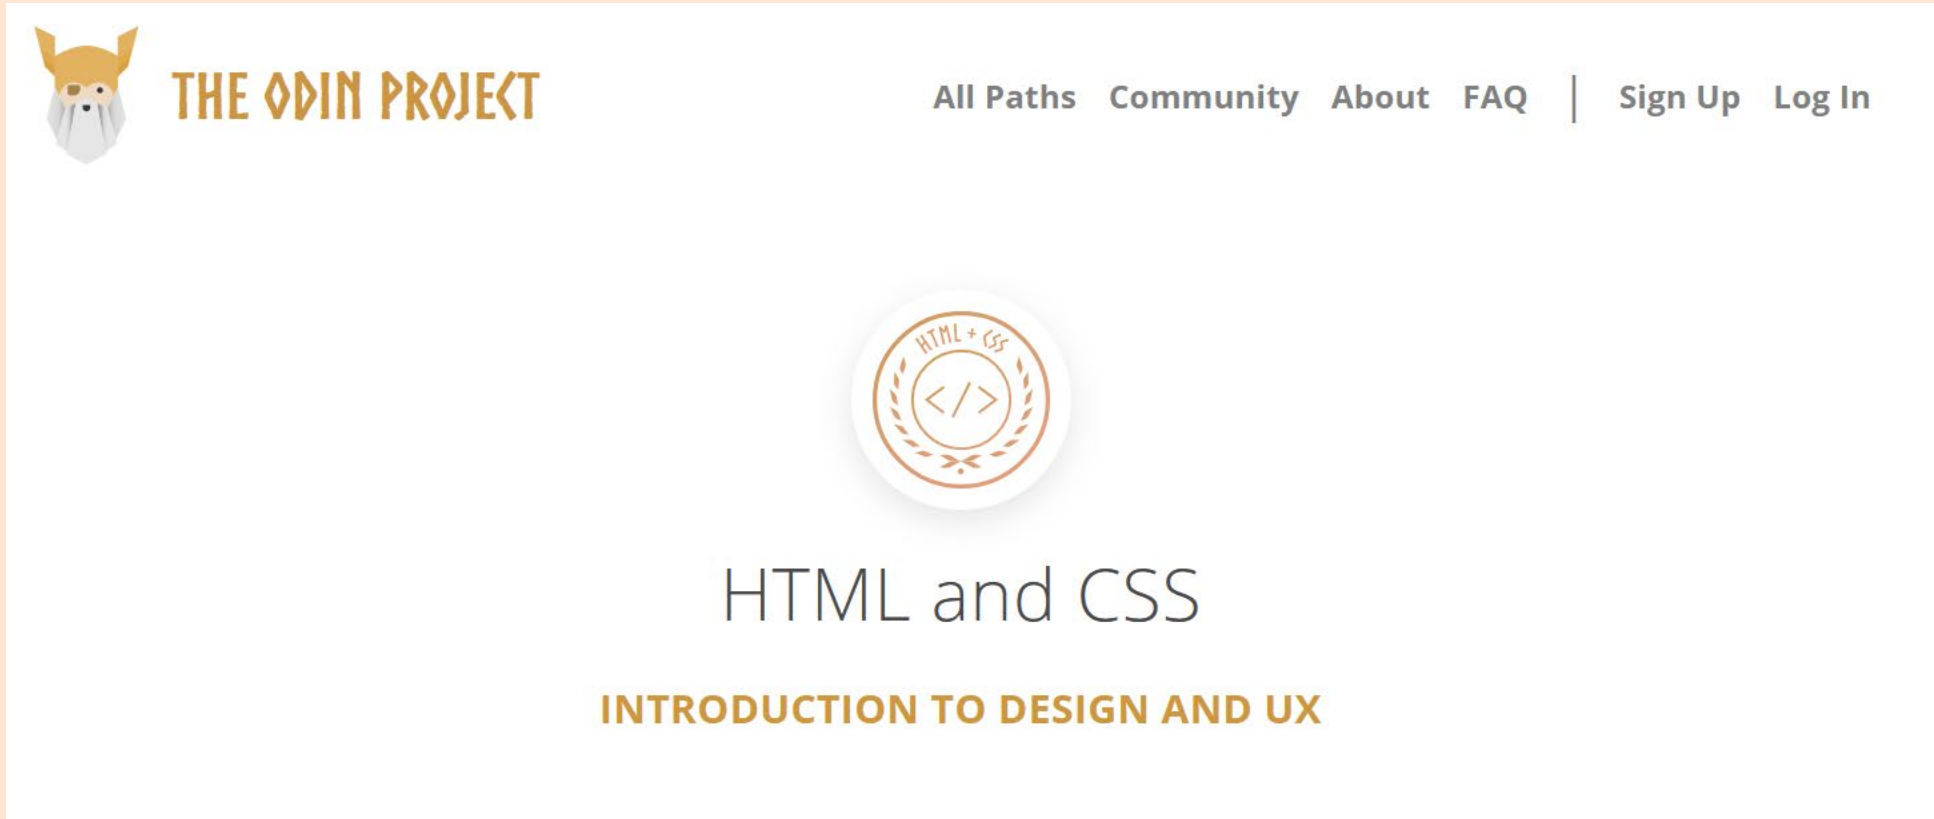 THE ODIN PROJECT
All Paths Community About FAQ | Sign Up Log In
HTML + CSS
</>
HTML and CSS
INTRODUCTION TO DESIGN AND UX